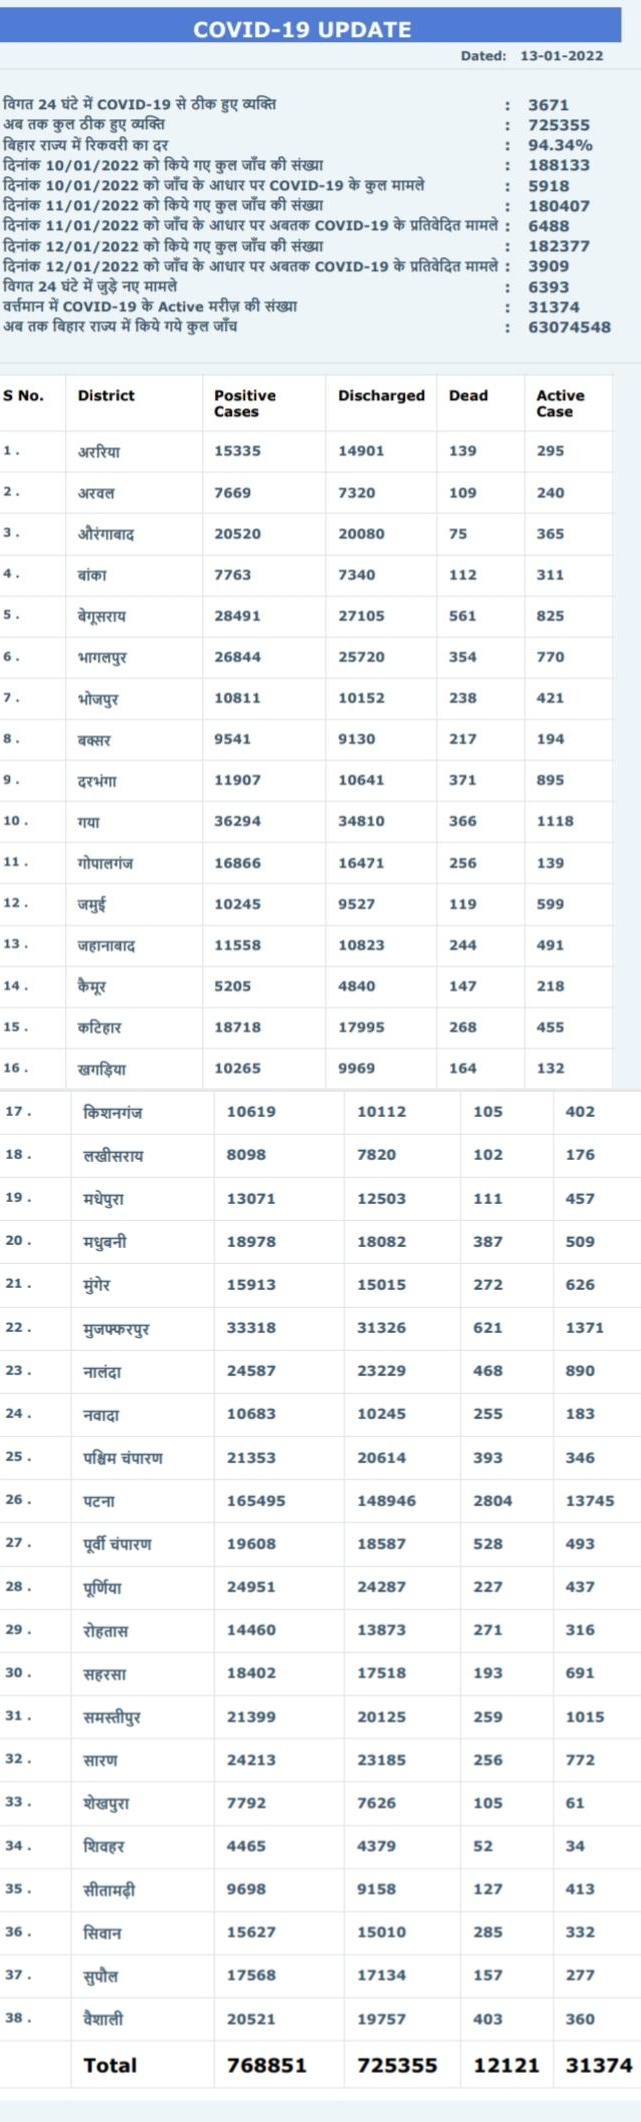 COVID-19 UPDATE
Dated: 13-01-2022
विगत 24 घंटे में COVID-19 से ठीक हुए व्यक्ति : 3671
अब तक कुल ठीक हुए व्यक्ति : 725355
बिहार राज्य में रिकवरी का दर : 94.34%
दिनांक 10/01/2022 को किये गए कुल जाँच की संख्या : 188133
दिनांक 10/01/2022 को जाँच के आधार पर COVID-19 के कुल मामले : 5918
दिनांक 11/01/2022 को किये गए कुल जाँच की संख्या : 180407
दिनांक 11/01/2022 को जाँच के आधार पर अबतक COVID-19 के प्रतिवेदित मामले : 6488
दिनांक 12/01/2022 को किये गए कुल जाँच की संख्या : 182377
दिनांक 12/01/2022 को जाँच के आधार पर अबतक COVID-19 के प्रतिवेदित मामले : 3909
विगत 24 घंटे में जुड़े नए मामले : 6393
वर्त्तमान में COVID-19 के Active मरीज़ की संख्या : 31374
अब तक बिहार राज्य में किये गये कुल जाँच : 63074548
S No. District Positive Cases Discharged Dead Active Case
1 . अररिया 15335 14901 139 295
2 . अरवल 7669 7320 109 240
3 . औरंगाबाद 20520 20080 75 365
4 . बांका 7763 7340 112 311
5 . बेगूसराय 28491 27105 561 825
6 . भागलपुर 26844 25720 354 770
7 . भोजपुर 10811 10152 238 421
8 . बक्सर 9541 9130 217 194
9 . दरभंगा 11907 10641 371 895
10 . गया 36294 34810 366 1118
11 . गोपालगंज 16866 16471 256 139
12 . जमुई 10245 9527 119 599
13 . जहानाबाद 11558 10823 244 491
14 . कैमूर 5205 4840 147 218
15 . कटिहार 18718 17995 268 455
16 . खगड़िया 10265 9969 164 132
17 . किशनगंज 10619 10112 105 402
18 . लखीसराय 8098 7820 102 176
19 . मधेपुरा 13071 12503 111 457
20 . मधुबनी 18978 18082 387 509
21 . मुंगेर 15913 15015 272 626
22 . मुजफ्फरपुर 33318 31326 621 1371
23 . नालंदा 24587 23229 468 890
24 . नवादा 10683 10245 255 183
25 . पश्चिम चंपारण 21353 20614 393 346
26 . पटना 165495 148946 2804 13745
27 . पूर्वी चंपारण 19608 18587 528 493
28 . पूर्णिया 24951 24287 227 437
29 . रोहतास 14460 13873 271 316
30 . सहरसा 18402 17518 193 691
31 . समस्तीपुर 21399 20125 259 1015
32 . सारण 24213 23185 256 772
33 . शेखपुरा 7792 7626 105 61
34 . शिवहर 4465 4379 52 34
35 . सीतामढ़ी 9698 9158 127 413
36 . सिवान 15627 15010 285 332
37 . सुपौल 17568 17134 157 277
38 . वैशाली 20521 19757 403 360
Total 768851 725355 12121 31374